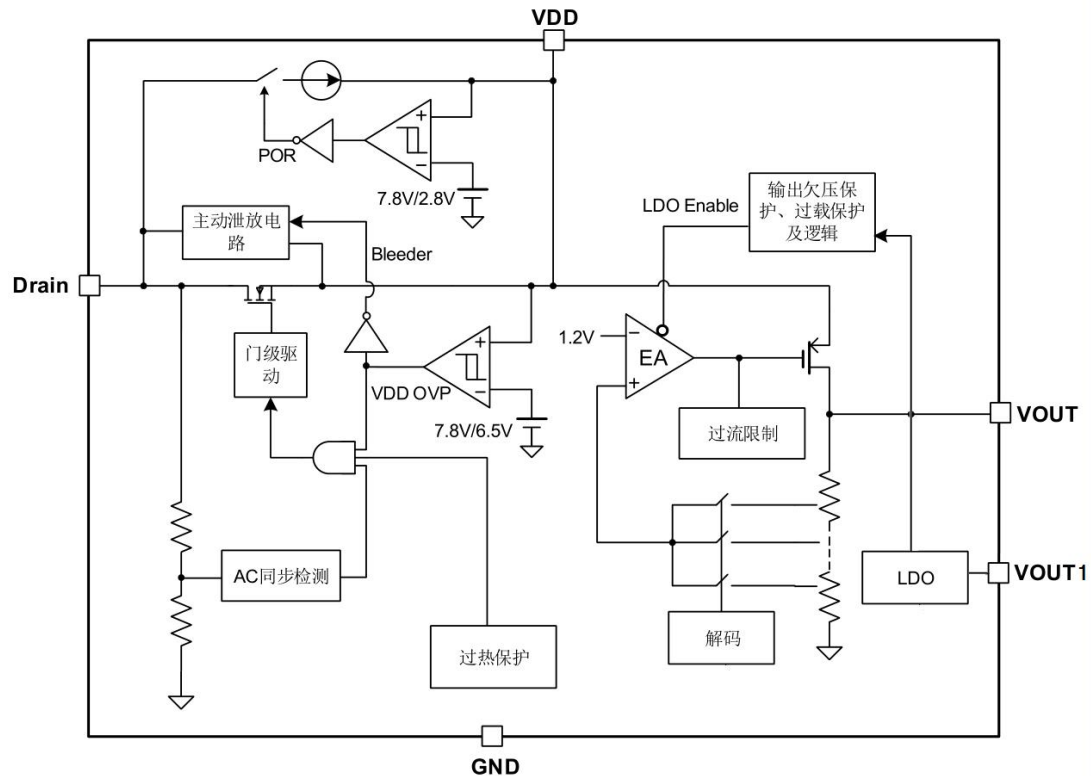 VDD
POR
7.8V/2.8V
主动泄放电
路
Bleeder
LDO Enable
输出欠压保
护、过载保护
及逻辑
Drain
门级驱
动
VDD OVP
7.8V/6.5V
1.2V
EA
过流限制
VOUT
AC同步检测
过热保护
解码
LDO
VOUT1
GND